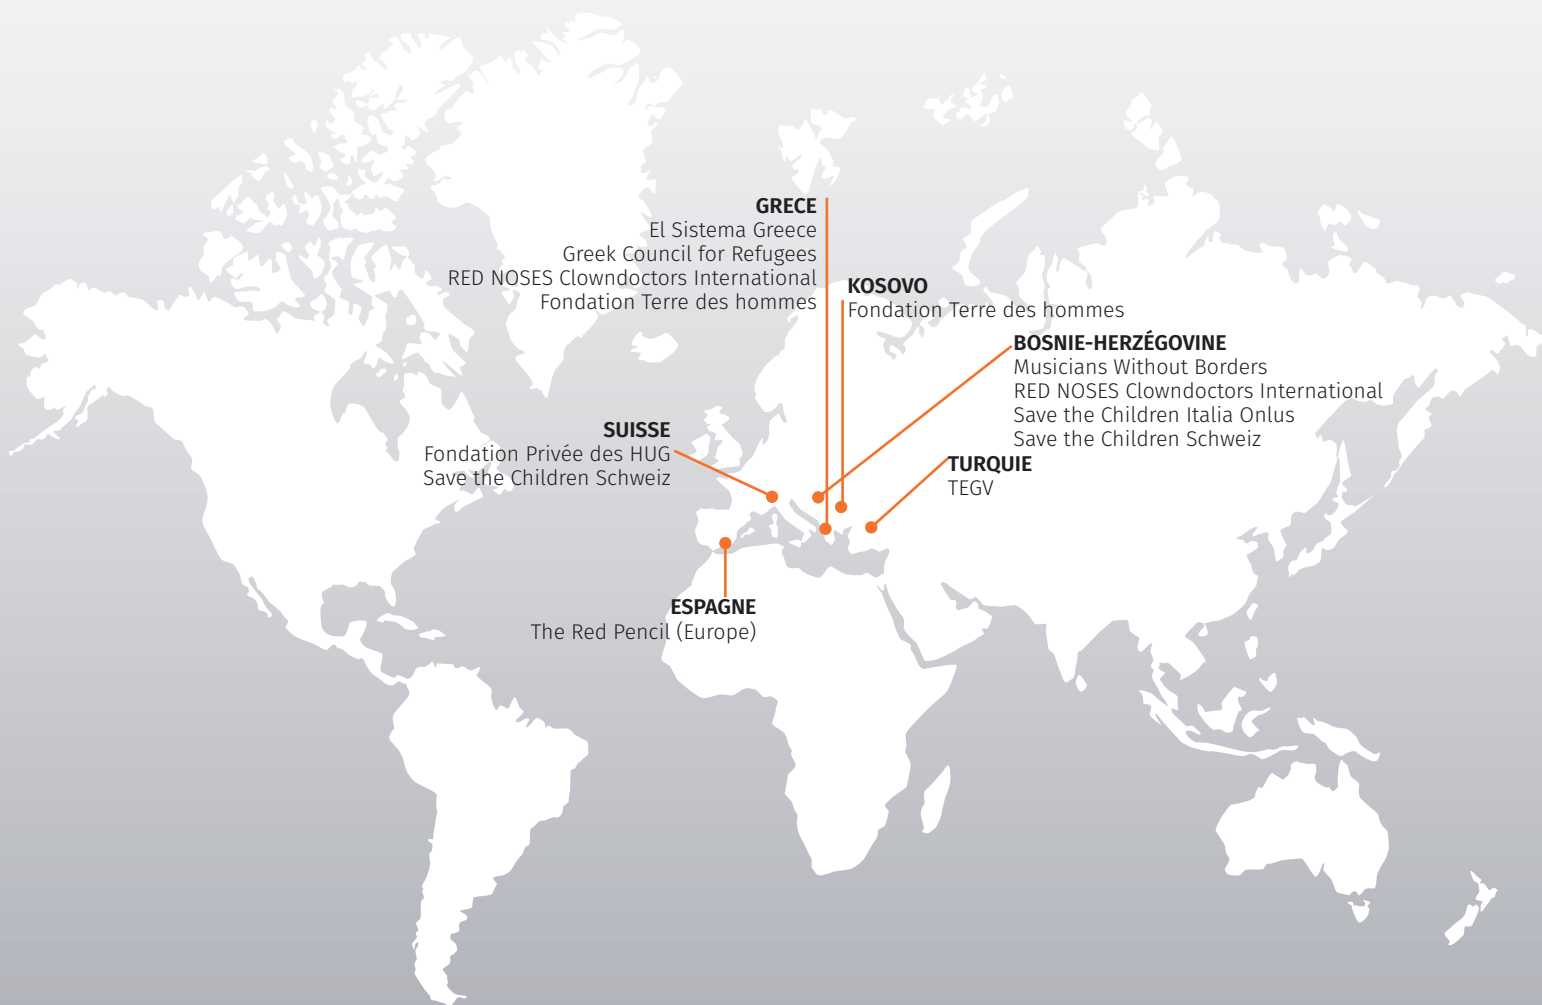 GRECE
El Sistema Greece
Greek Council for Refugees
RED NOSES Clowndoctors International
Fondation Terre des hommes
KOSOVO
Fondation Terre des hommes
BOSNIE-HERZÉGOVINE
Musicians Without Borders
RED NOSES Clowndoctors International
Save the Children Italia Onlus
Save the Children Schweiz
SUISSE
Fondation Privée des HUG
Save the Children Schweiz
TURQUIE
TEGV
ESPAGNE
The Red Pencil (Europe)